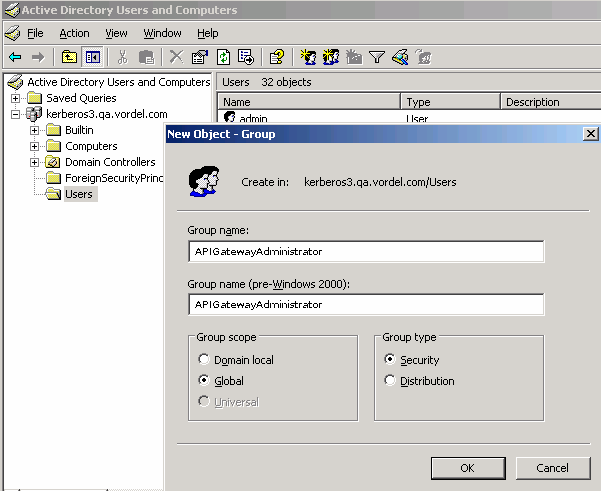 Active Directory Users and Computers
File Action View Window Help
Active Directory Users and Computers
Saved Queries
kerberos3.qa.vordel.com
Builtin
Computers
Domain Controllers
ForeignSecurityPrinc
Users
Users 32 objects
Name Type Description
admin User
New Object - Group
Create in: kerberos3.qa.vordel.com/Users
Group name:
APIGatewayAdministrator
Group name (pre-Windows 2000):
APIGatewayAdministrator
Group scope
Domain local
Global
Universal
Group type
Security
Distribution
OK Cancel